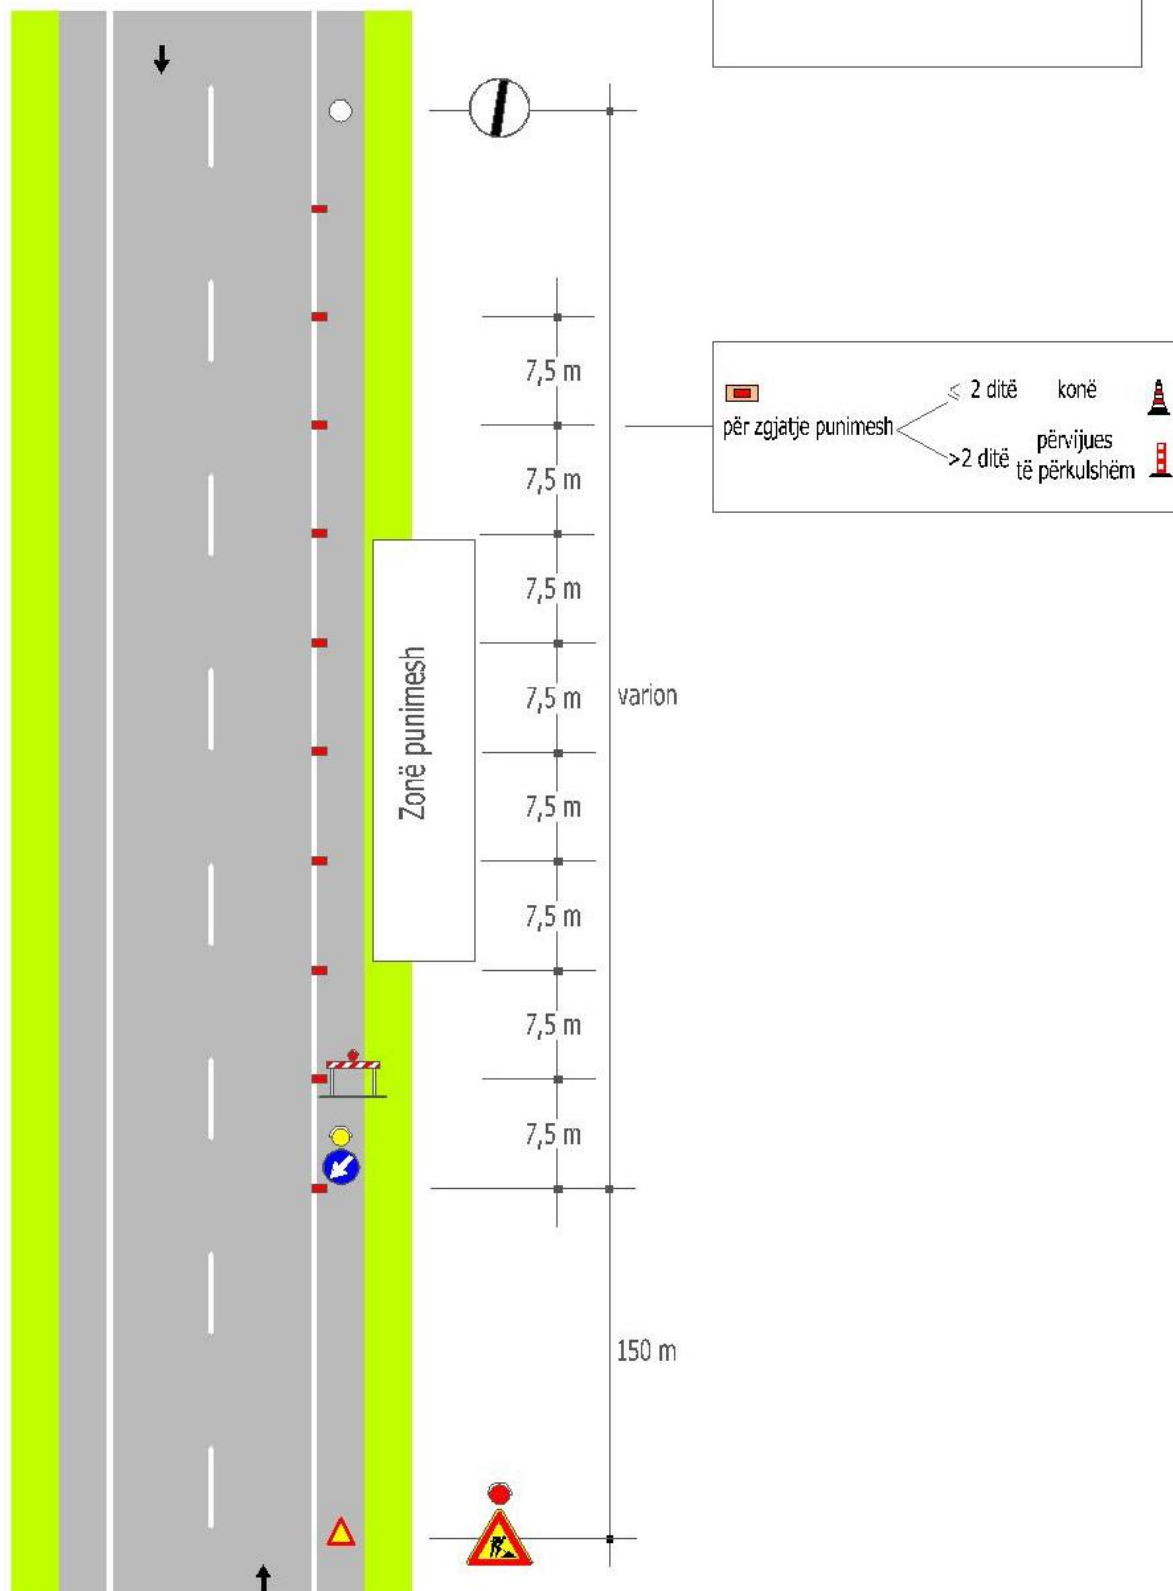 ≤ 2 ditë konë
për zgjatje punimesh
>2 ditë përvijues
të përkulshëm
7,5 m
7,5 m
7,5 m
7,5 m
7,5 m
7,5 m
7,5 m
7,5 m
varion
Zonë punimesh
150 m